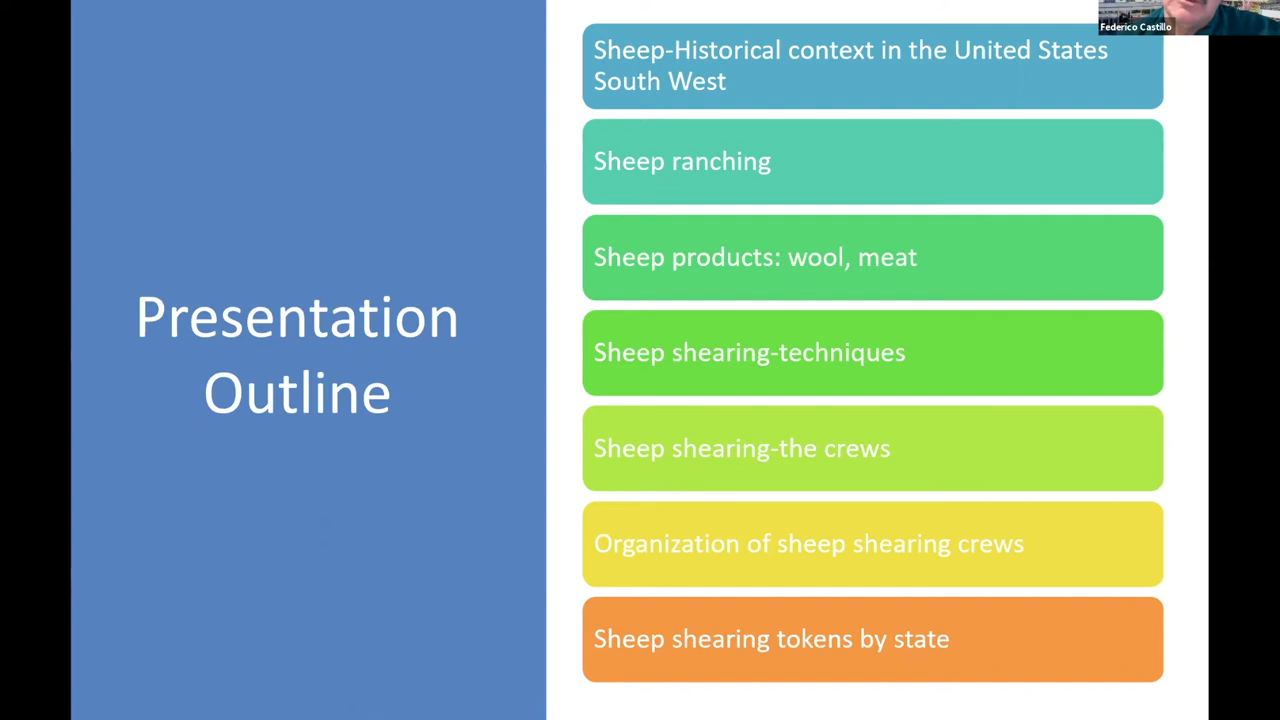 Federico Castillo
Sheep-Historical context in the United States
South West
Sheep ranching
Sheep products: wool, meat
Presentation
Outline
Sheep shearing-techniques
Sheep shearing-the crews
Organization of sheep shearing crews
Sheep shearing tokens by state